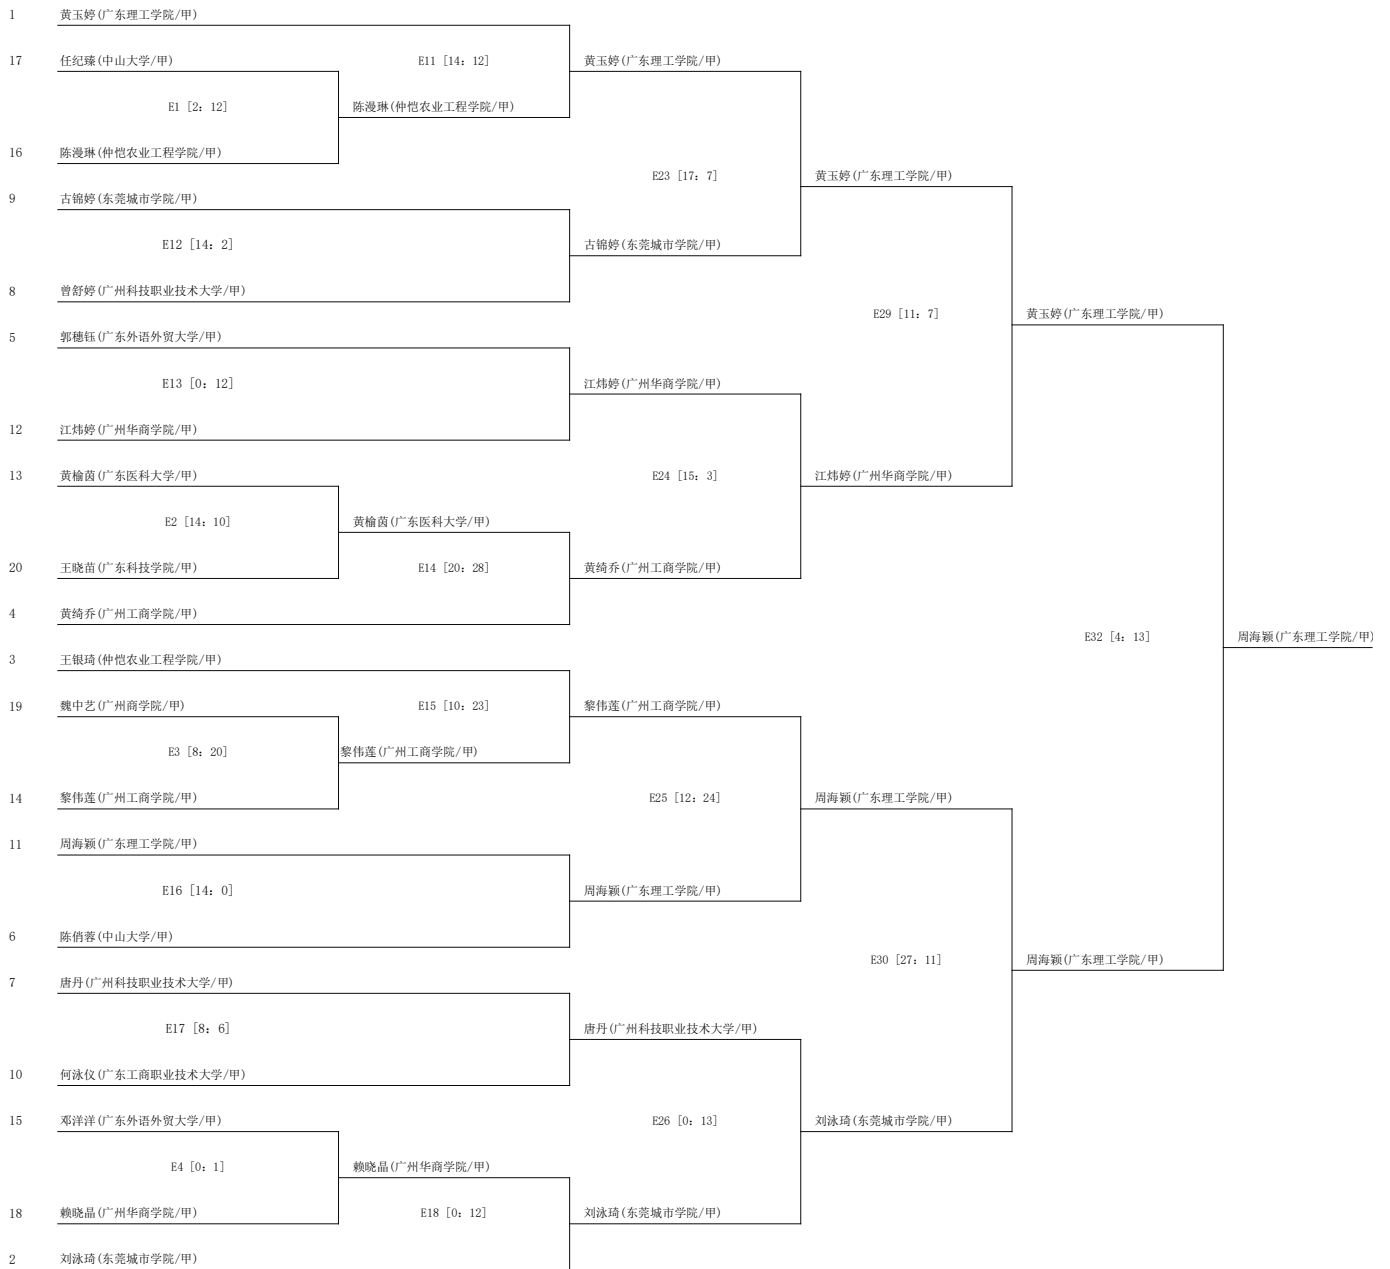 1 黄玉婷(广东理工学院/甲)
17 任纪臻(中山大学/甲) E11 [14: 12] 黄玉婷(广东理工学院/甲)
E1 [2: 12] 陈漫琳(仲恺农业工程学院/甲)
16 陈漫琳(仲恺农业工程学院/甲)
E23 [17: 7] 黄玉婷(广东理工学院/甲)
9 古锦婷(东莞城市学院/甲)
E12 [14: 2] 古锦婷(东莞城市学院/甲)
8 曾舒婷(广州科技职业技术大学/甲)
E29 [11: 7] 黄玉婷(广东理工学院/甲)
5 郭穗钰(广东外语外贸大学/甲)
E13 [0: 12] 江炜婷(广州华商学院/甲)
12 江炜婷(广州华商学院/甲)
13 黄榆茵(广东医科大学/甲) E24 [15: 3] 江炜婷(广州华商学院/甲)
E2 [14: 10] 黄榆茵(广东医科大学/甲)
20 王晓苗(广东科技学院/甲) E14 [20: 28] 黄绮乔(广州工商学院/甲)
4 黄绮乔(广州工商学院/甲)
E32 [4: 13] 周海颖(广东理工学院/甲)
3 王银琦(仲恺农业工程学院/甲)
19 魏中艺(广州商学院/甲) E15 [10: 23] 黎伟莲(广州工商学院/甲)
E3 [8: 20] 黎伟莲(广州工商学院/甲)
14 黎伟莲(广州工商学院/甲) E25 [12: 24] 周海颖(广东理工学院/甲)
11 周海颖(广东理工学院/甲)
E16 [14: 0] 周海颖(广东理工学院/甲)
6 陈俏蓉(中山大学/甲)
E30 [27: 11] 周海颖(广东理工学院/甲)
7 唐丹(广州科技职业技术大学/甲)
E17 [8: 6] 唐丹(广州科技职业技术大学/甲)
10 何泳仪(广东工商职业技术大学/甲)
15 邓洋洋(广东外语外贸大学/甲) E26 [0: 13] 刘泳琦(东莞城市学院/甲)
E4 [0: 1] 赖晓晶(广州华商学院/甲)
18 赖晓晶(广州华商学院/甲) E18 [0: 12] 刘泳琦(东莞城市学院/甲)
2 刘泳琦(东莞城市学院/甲)